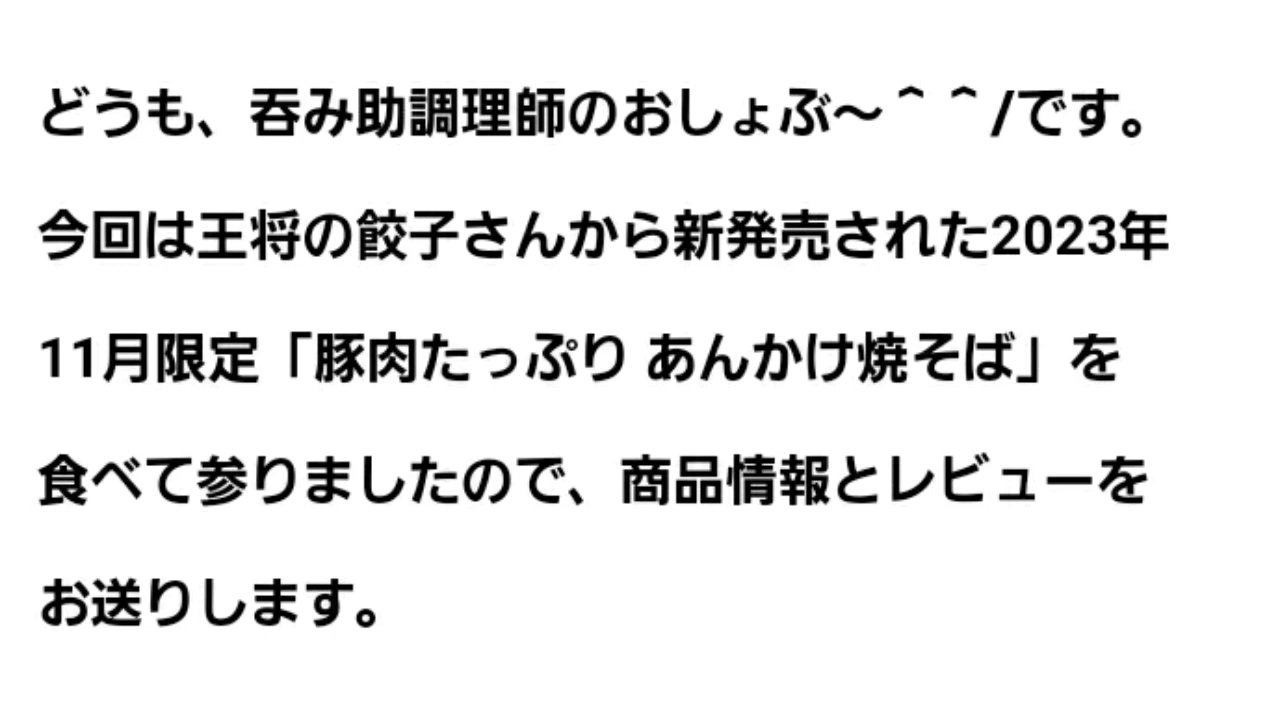 どうも、呑み助調理師のおしょぶ〜＾＾/です。
今回は王将の餃子さんから新発売された2023年
11月限定「豚肉たっぷり あんかけ焼そば」を
食べて参りましたので、商品情報とレビューを
お送りします。